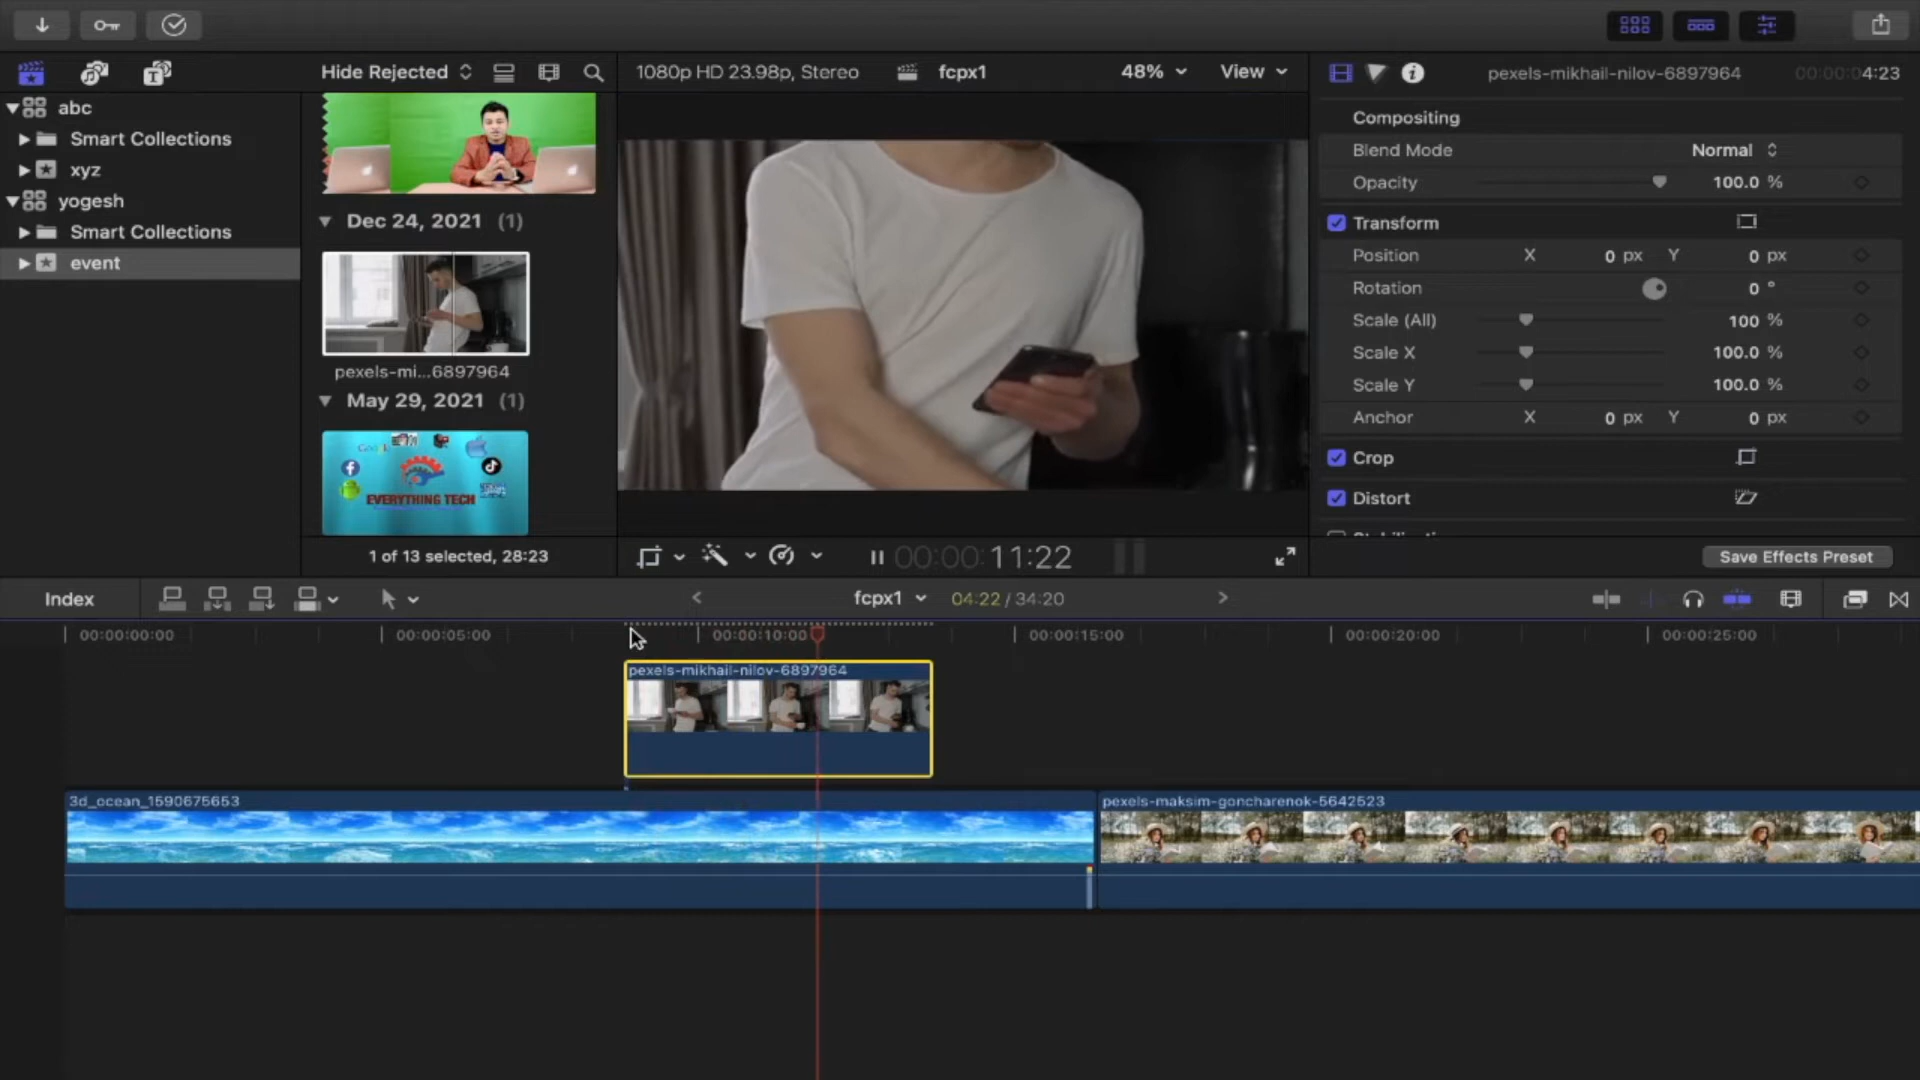 Hide Rejected
1080p HD 23.98p, Stereo
fcpx1
48%
View
pexels-mikhail-nilov-6897964
00:00:04:23
abc
Smart Collections
xyz
yogesh
Smart Collections
event
Dec 24, 2021 (1)
pexels-mi...6897964
May 29, 2021 (1)
Google
EVERYTHING TECH
1 of 13 selected, 28:23
00:00:11:22
Compositing
Blend Mode Normal
Opacity 100.0 %
Transform
Position X 0 px Y 0 px
Rotation 0 °
Scale (All) 100 %
Scale X 100.0 %
Scale Y 100.0 %
Anchor X 0 px Y 0 px
Crop
Distort
Save Effects Preset
Index
fcpx1
04:22 / 34:20
00:00:00:00
00:00:05:00
00:00:10:00
00:00:15:00
00:00:20:00
00:00:25:00
pexels-mikhail-nilov-6897964
3d_ocean_1590675653
pexels-maksim-goncharenok-5642523